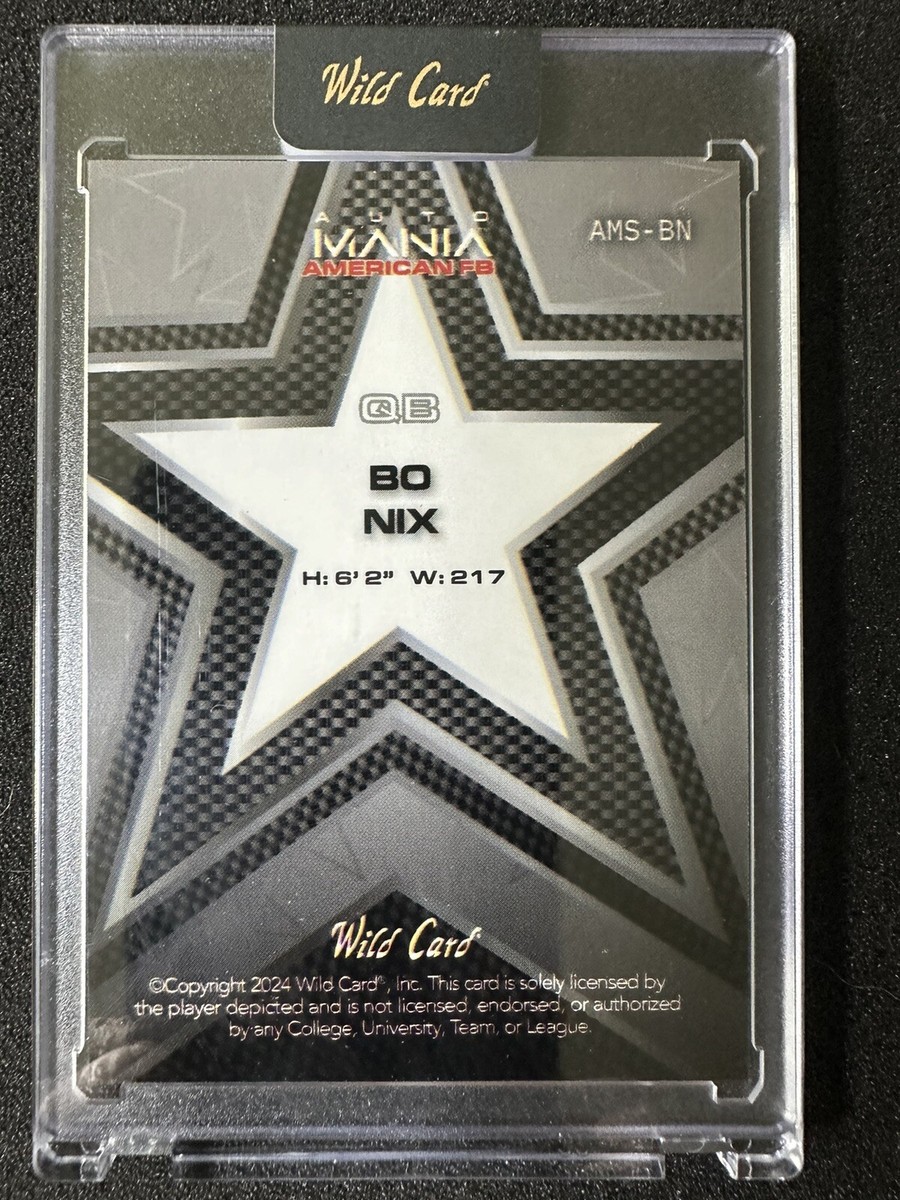 Wild Card
AUTO
MANIA
AMERICAN FB
AMS-BN
QB
BO
NIX
H: 6' 2" W: 217
Wild Card®
©Copyright 2024 Wild Card®, Inc. This card is solely licensed by
the player depicted and is not licensed, endorsed, or authorized
by any College, University, Team, or League.